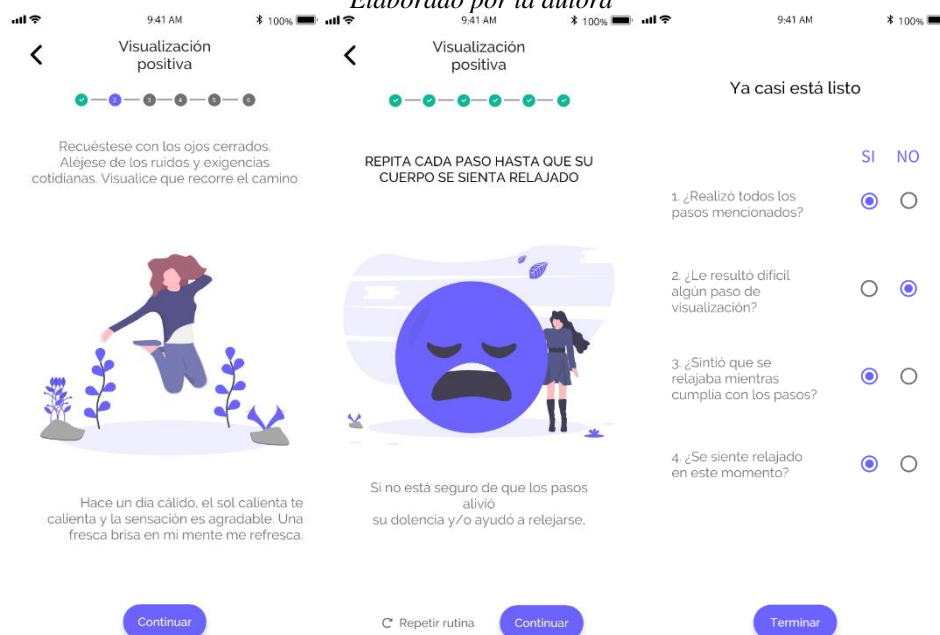 Elaborado por la autora
9:41 AM
100%
Visualización
positiva
2 3 4 5 6
Recuéstese con los ojos cerrados.
Aléjese de los ruidos y exigencias
cotidianas. Visualice que recorre el camino
Hace un día cálido, el sol calienta te
calienta y la sensación es agradable. Una
fresca brisa en mi mente me refresca.
Continuar
9:41 AM
100%
Visualización
positiva
REPITA CADA PASO HASTA QUE SU
CUERPO SE SIENTA RELAJADO
Si no está seguro de que los pasos
alivió
su dolencia y/o ayudó a relejarse,
Repetir rutina
Continuar
9:41 AM
100%
Ya casi está listo
SI NO
1. ¿Realizó todos los
pasos mencionados?
2. ¿Le resultó dificil
algún paso de
visualización?
3. ¿Sintió que se
relajaba mientras
cumplia con los pasos?
4. ¿Se siente relajado
en este momento?
Terminar